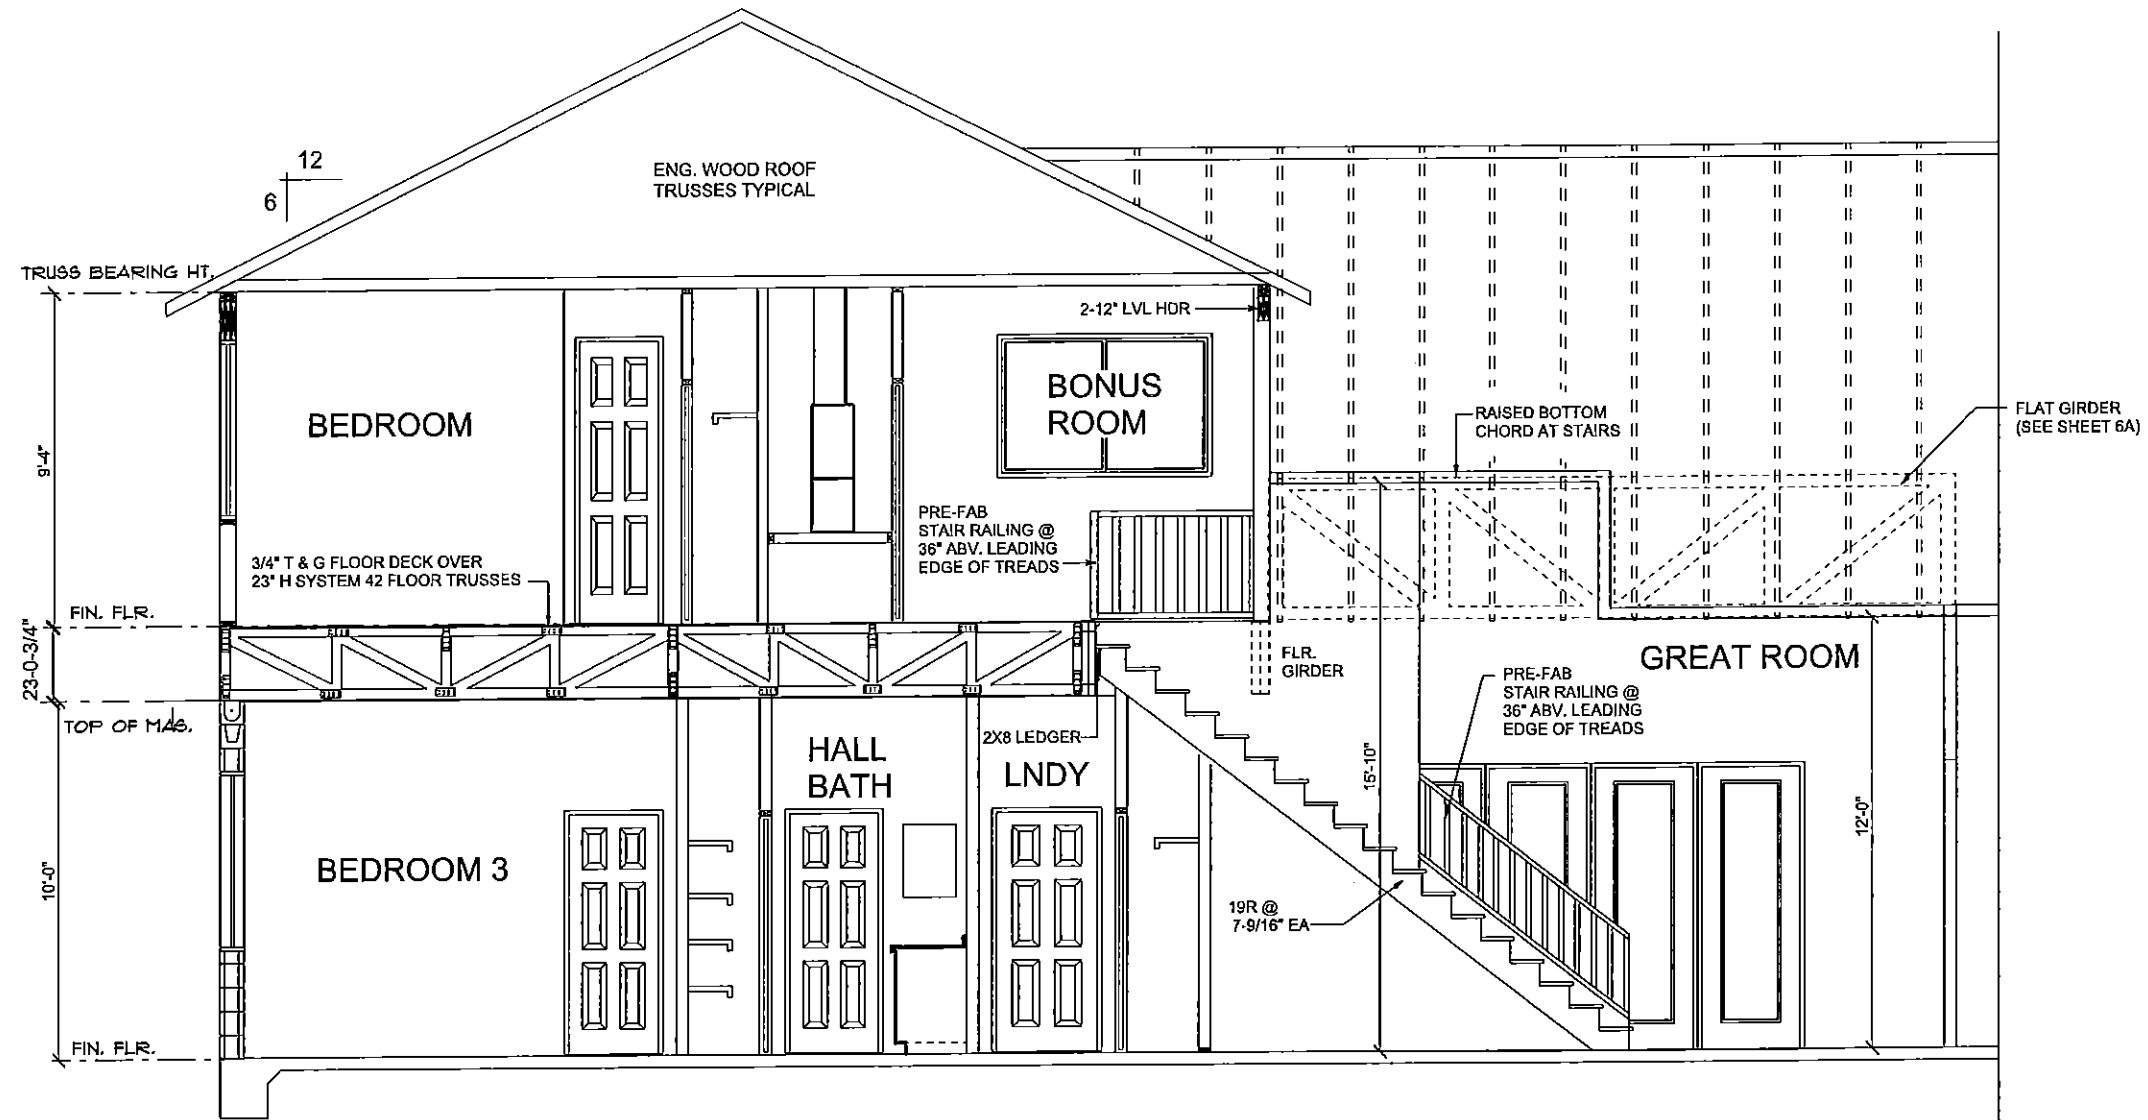 12
6
ENG. WOOD ROOF
TRUSSES TYPICAL
TRUSS BEARING HT.
2-12" LVL HDR
9'-4"
BEDROOM
BONUS
ROOM
RAISED BOTTOM
CHORD AT STAIRS
FLAT GIRDER
(SEE SHEET 6A)
PRE-FAB
STAIR RAILING @
36" ABV. LEADING
EDGE OF TREADS
3/4" T & G FLOOR DECK OVER
23" H SYSTEM 42 FLOOR TRUSSES
FIN. FLR.
23-0-3/4"
FLR.
GIRDER
GREAT ROOM
PRE-FAB
STAIR RAILING @
36" ABV. LEADING
EDGE OF TREADS
TOP OF MAS.
HALL
BATH
2X8 LEDGER
LNDY
15'-10"
12'-0"
10'-0"
BEDROOM 3
19R @
7-9/16" EA
FIN. FLR.